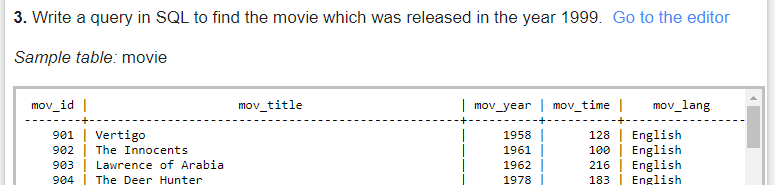 3. Write a query in SQL to find the movie which was released in the year 1999. Go to the editor
Sample table: movie
mov_id | mov_title | mov_year | mov_time | mov_lang
--------+----------------------------------------------------+----------+----------+-----------------
901 | Vertigo | 1958 | 128 | English
902 | The Innocents | 1961 | 100 | English
903 | Lawrence of Arabia | 1962 | 216 | English
904 | The Deer Hunter | 1978 | 183 | English